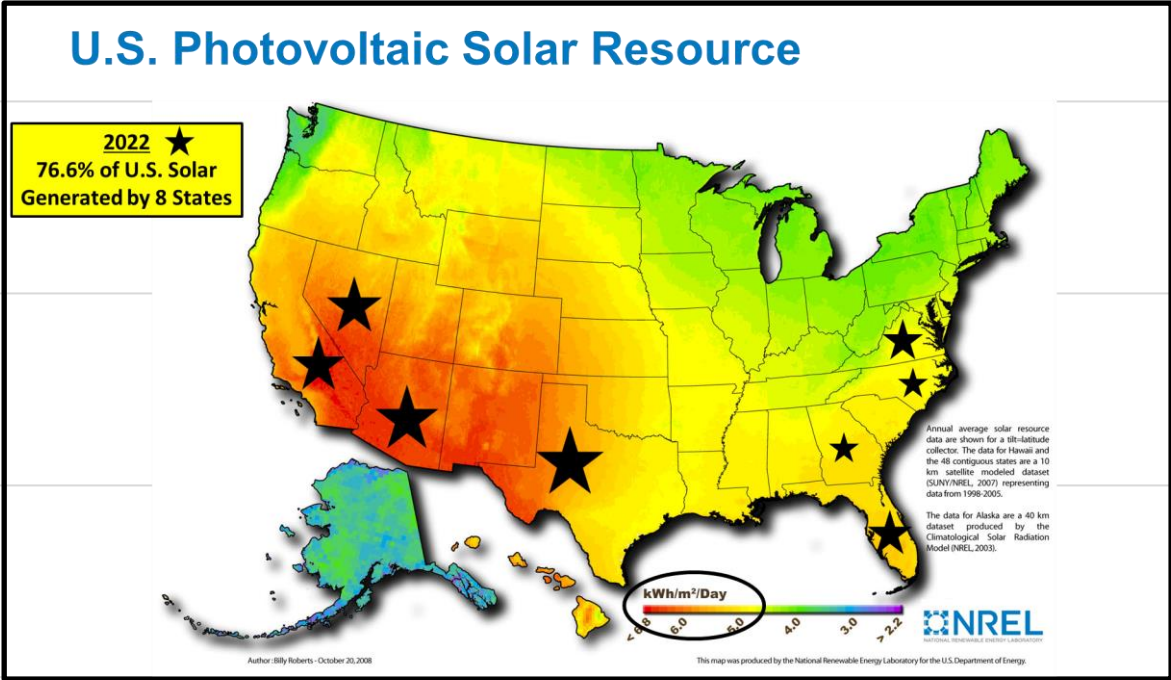 U.S. Photovoltaic Solar Resource
2022 ★
76.6% of U.S. Solar
Generated by 8 States
Annual average solar resource
data are shown for a tilt=latitude
collector. The data for Hawaii and
the 48 contiguous states are a 10
km satellite modeled dataset
(SUNY/NREL, 2007) representing
data from 1998-2005.
The data for Alaska are a 40 km
dataset produced by the
Climatological Solar Radiation
Model (NREL, 2003).
kWh/m²/Day
< 6.8 6.0 5.0 4.0 3.0 > 2.2
NREL
NATIONAL RENEWABLE ENERGY LABORATORY
Author : Billy Roberts - October 20, 2008
This map was produced by the National Renewable Energy Laboratory for the U.S. Department of Energy.